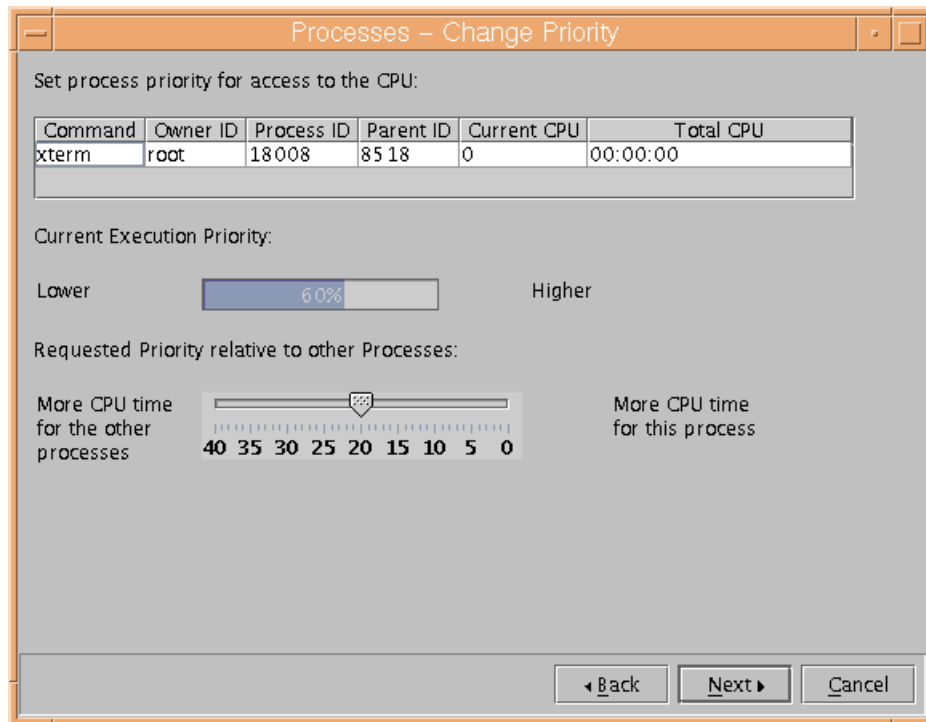 Processes – Change Priority
Set process priority for access to the CPU:
Command Owner ID Process ID Parent ID Current CPU Total CPU
xterm root 18008 8518 0 00:00:00
Current Execution Priority:
Lower 60% Higher
Requested Priority relative to other Processes:
More CPU time More CPU time
for the other for this process
processes
40 35 30 25 20 15 10 5 0
Back Next Cancel